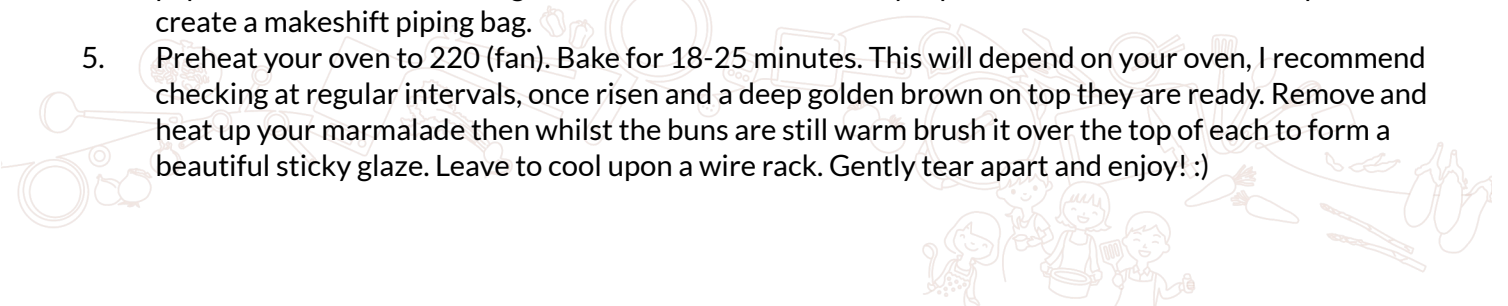 create a makeshift piping bag.
5. Preheat your oven to 220 (fan). Bake for 18-25 minutes. This will depend on your oven, I recommend
checking at regular intervals, once risen and a deep golden brown on top they are ready. Remove and
heat up your marmalade then whilst the buns are still warm brush it over the top of each to form a
beautiful sticky glaze. Leave to cool upon a wire rack. Gently tear apart and enjoy! :)